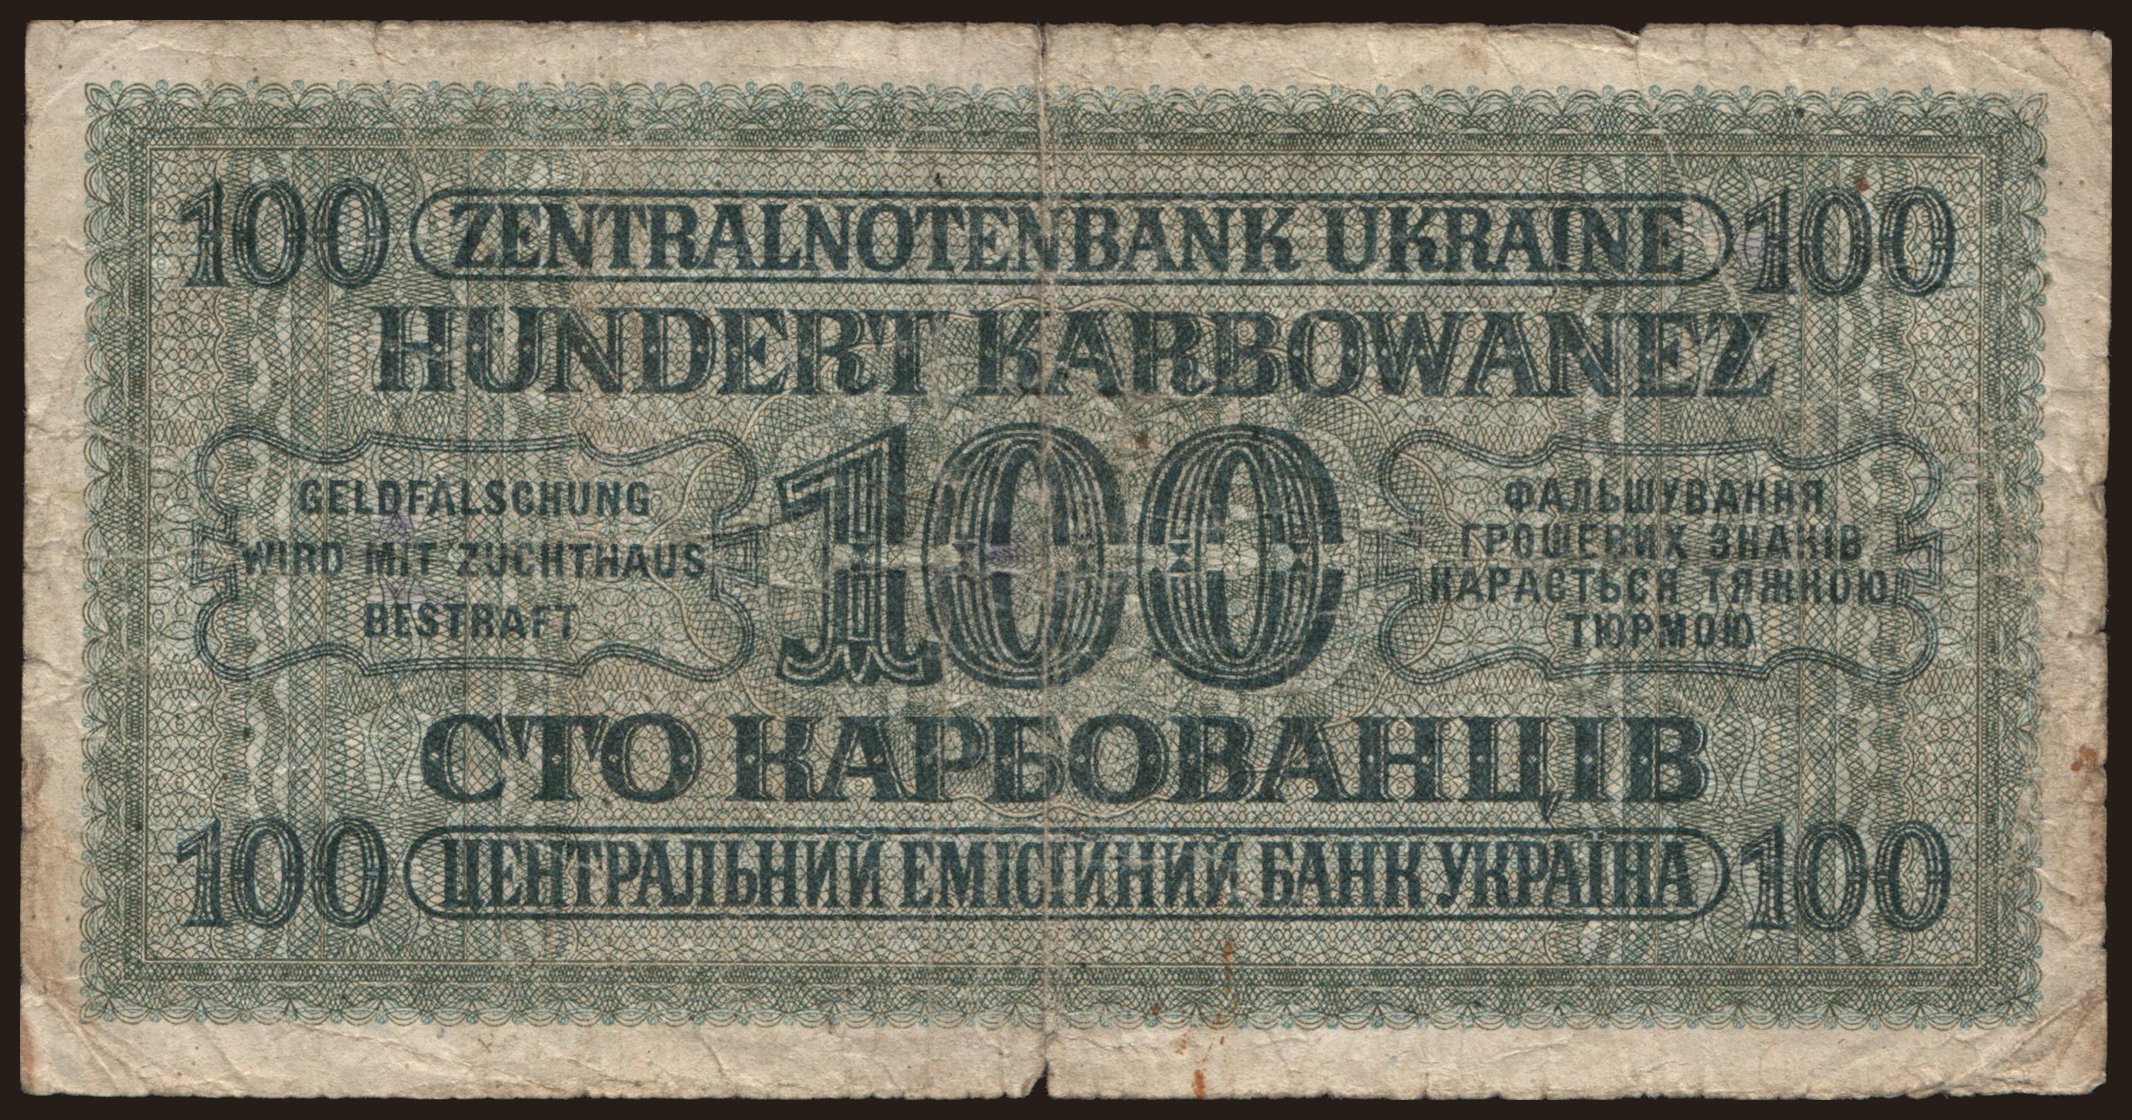 100 ZENTRALNOTENBANK UKRAINE 100
HUNDERT KARBOWANEZ
GELDFÄLSCHUNG
WIRD MIT ZUCHTHAUS
BESTRAFT
100
ФАЛЬШУВАННЯ
ГРОШЕВИХ ЗНАКІВ
КАРАЄТЬСЯ ТЯЖКОЮ
ТЮРМОЮ
СТО КАРБОВАНЦІВ
100 ЦЕНТРАЛЬНИЙ ЕМІСІЙНИЙ БАНК УКРАЇНА 100